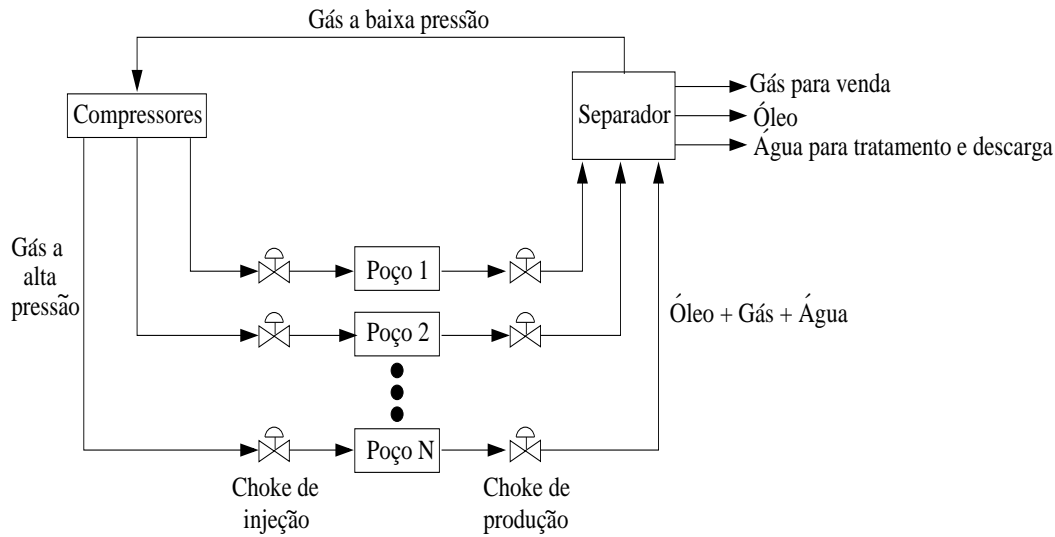 Gás a baixa pressão
Compressores
Separador
Gás para venda
Óleo
Água para tratamento e descarga
Gás a
alta
pressão
Poço 1
Poço 2
Óleo + Gás + Água
Poço N
Choke de
injeção
Choke de
produção